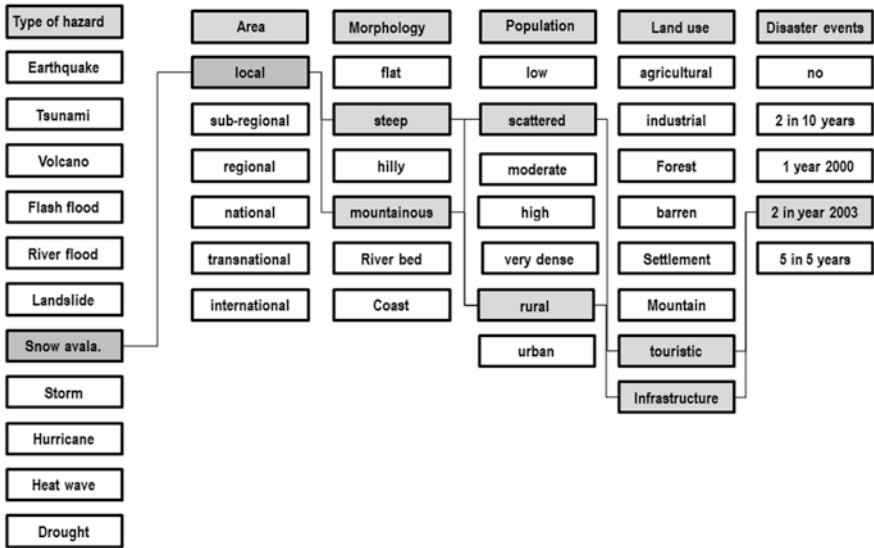 Type of hazard
Earthquake
Tsunami
Volcano
Flash flood
River flood
Landslide
Snow avala.
Storm
Hurricane
Heat wave
Drought
Area
local
sub-regional
regional
national
transnational
international
Morphology
flat
steep
hilly
mountainous
River bed
Coast
Population
low
scattered
moderate
high
very dense
rural
urban
Land use
agricultural
industrial
Forest
barren
Settlement
Mountain
touristic
Infrastructure
Disaster events
no
2 in 10 years
1 year 2000
2 in year 2003
5 in 5 years